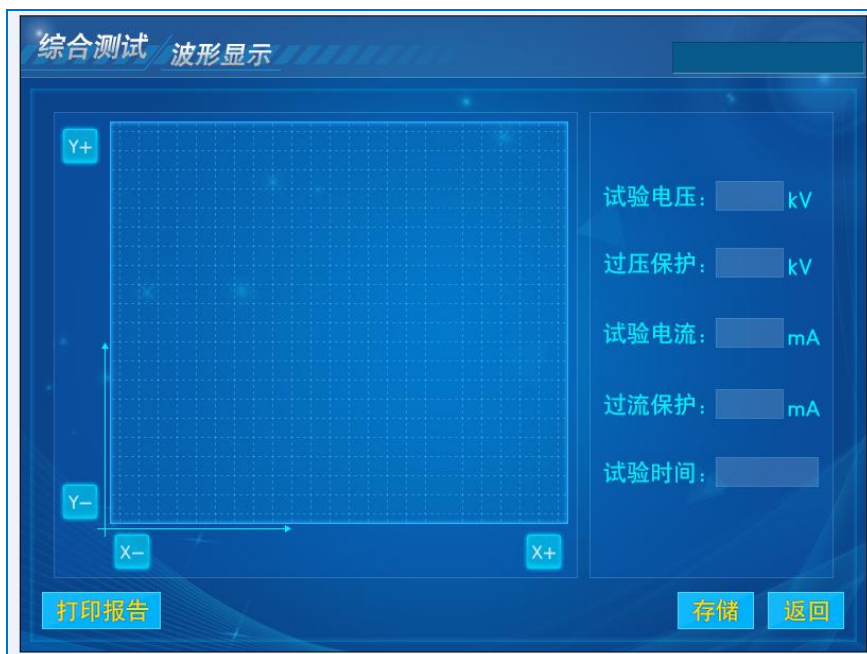 综合测试 波形显示
Y+
试验电压： kV
过压保护： kV
试验电流： mA
过流保护： mA
试验时间：
Y−
X− X+
打印报告 存储 返回